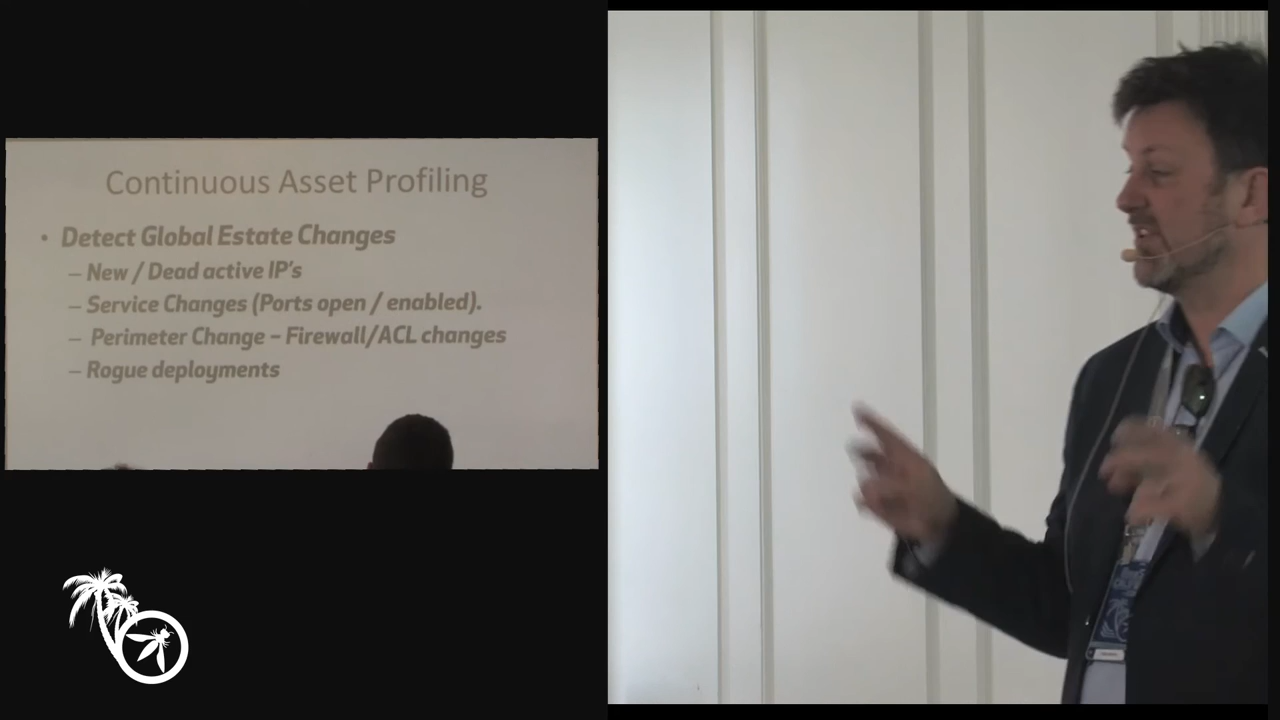 Continuous Asset Profiling
• Detect Global Estate Changes
– New / Dead active IP's
– Service Changes (Ports open / enabled).
– Perimeter Change – Firewall/ACL changes
– Rogue deployments